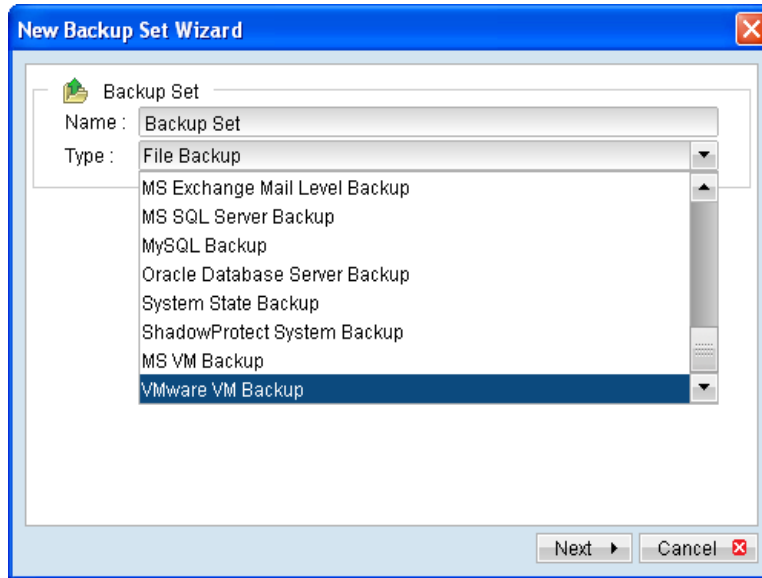 New Backup Set Wizard
Backup Set
Name : Backup Set
Type : File Backup
MS Exchange Mail Level Backup
MS SQL Server Backup
MySQL Backup
Oracle Database Server Backup
System State Backup
ShadowProtect System Backup
MS VM Backup
VMware VM Backup
Next Cancel